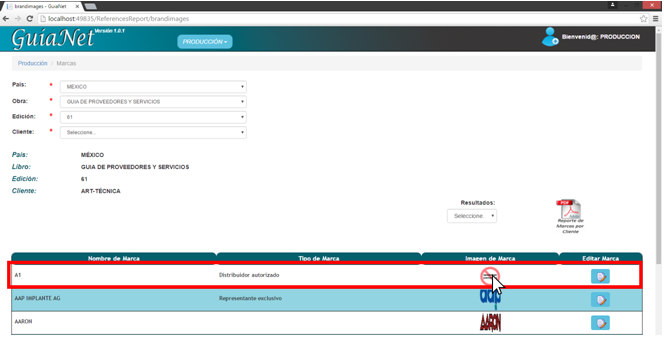 brandimages - GuiaNet
localhost:49835/ReferencesReport/brandimages
GuíaNet Versión 1.0.1
PRODUCCIÓN
Bienvenid@: PRODUCCION
Producción / Marcas
País: * MÉXICO
Obra: * GUIA DE PROVEEDORES Y SERVICIOS
Edición: * 61
Cliente: * Seleccione...
País: MÉXICO
Libro: GUIA DE PROVEEDORES Y SERVICIOS
Edición: 61
Cliente: ART-TÉCNICA
Resultados:
Seleccione
PDF
Reporte de
Marcas por
Cliente
Nombre de Marca Tipo de Marca Imagen de Marca Editar Marca
A1 Distribuidor autorizado
AAP IMPLANTE AG Representante exclusivo aap
AARON AARON